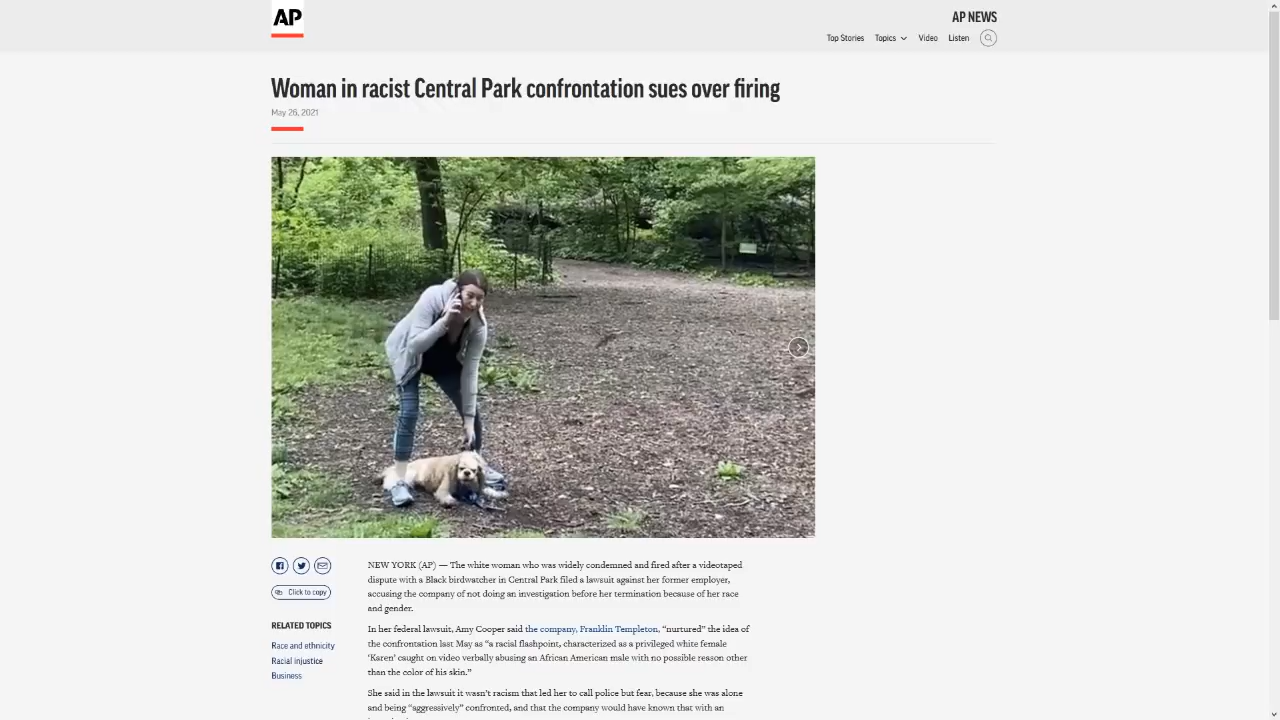 AP
AP NEWS
Top Stories Topics Video Listen
Woman in racist Central Park confrontation sues over firing
May 26, 2021
Click to copy
RELATED TOPICS
Race and ethnicity
Racial injustice
Business
NEW YORK (AP) — The white woman who was widely condemned and fired after a videotaped
dispute with a Black birdwatcher in Central Park filed a lawsuit against her former employer,
accusing the company of not doing an investigation before her termination because of her race
and gender.
In her federal lawsuit, Amy Cooper said the company, Franklin Templeton, “nurtured” the idea of
the confrontation last May as “a racial flashpoint, characterized as a privileged white female
‘Karen’ caught on video verbally abusing an African American male with no possible reason other
than the color of his skin.”
She said in the lawsuit it wasn’t racism that led her to call police but fear, because she was alone
and being “aggressively” confronted, and that the company would have known that with an